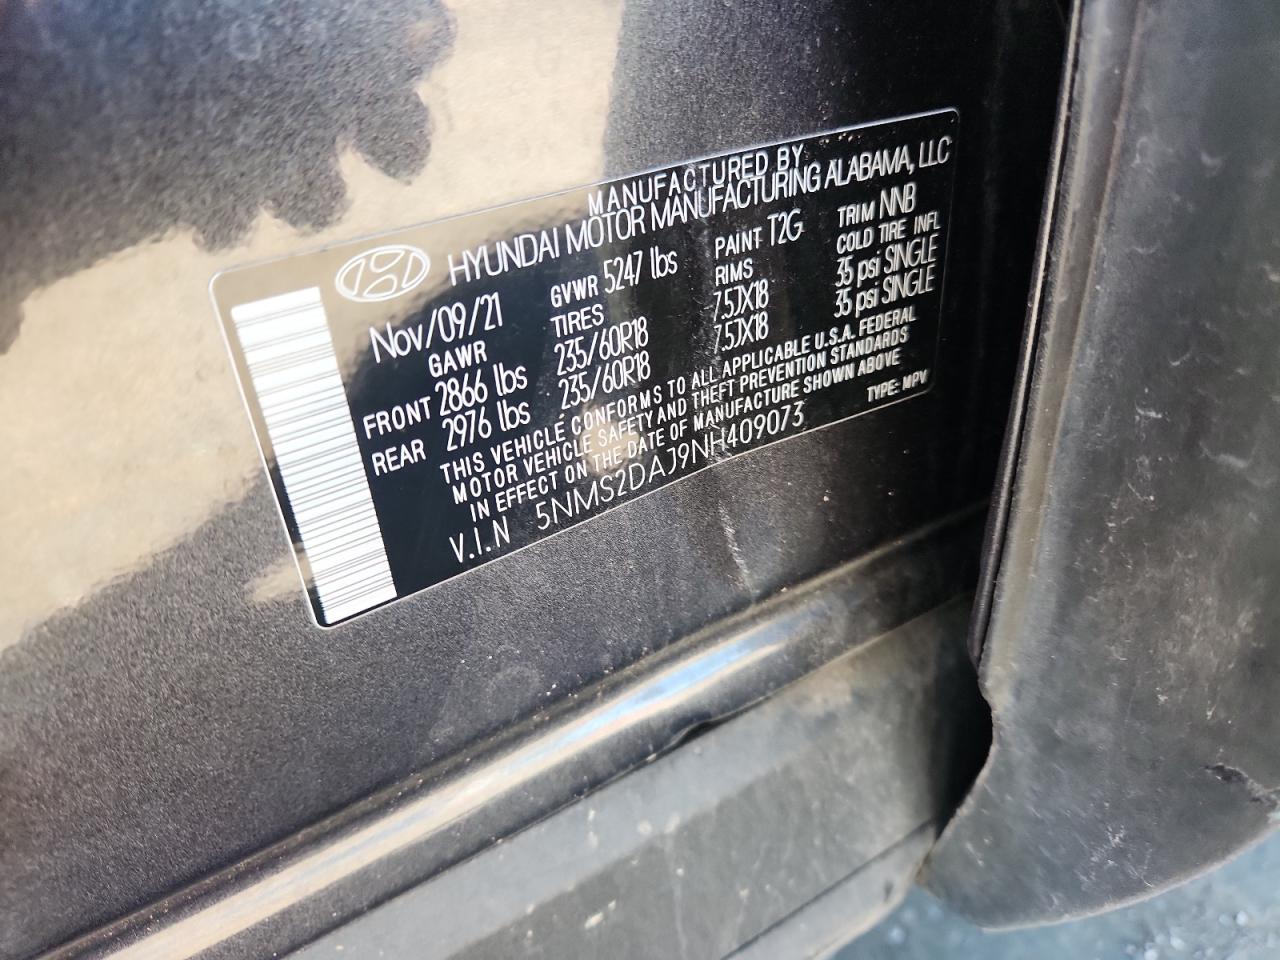 MANUFACTURED BY
HYUNDAI MOTOR MANUFACTURING ALABAMA, LLC
Nov/09/21 GVWR 5247 lbs PAINT T2G TRIM NNB
GAWR TIRES RIMS COLD TIRE INFL
FRONT 2866 lbs 235/60R18 7.5JX18 35 psi SINGLE
REAR 2976 lbs 235/60R18 7.5JX18 35 psi SINGLE
THIS VEHICLE CONFORMS TO ALL APPLICABLE U.S.A. FEDERAL
MOTOR VEHICLE SAFETY AND THEFT PREVENTION STANDARDS
IN EFFECT ON THE DATE OF MANUFACTURE SHOWN ABOVE
V.I.N 5NMS2DAJ9NH409073 TYPE: MPV